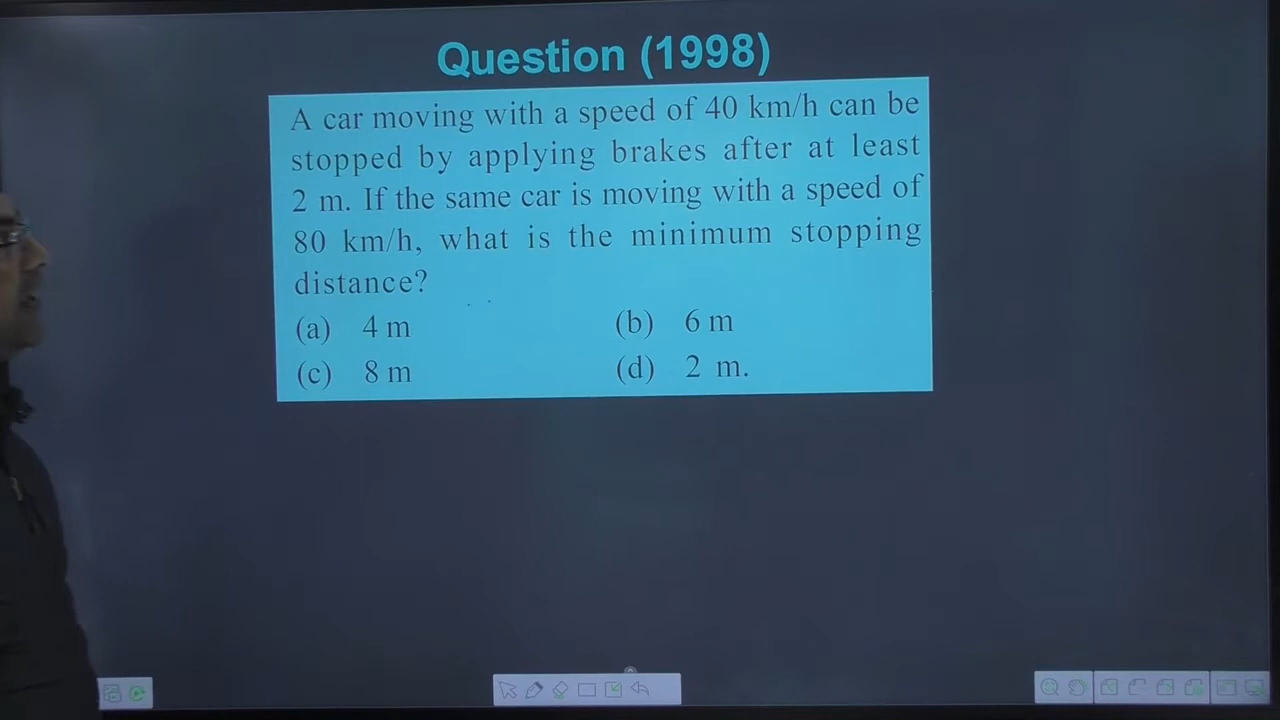 Question (1998)
A car moving with a speed of 40 km/h can be
stopped by applying brakes after at least
2 m. If the same car is moving with a speed of
80 km/h, what is the minimum stopping
distance?
(a) 4 m (b) 6 m
(c) 8 m (d) 2 m.